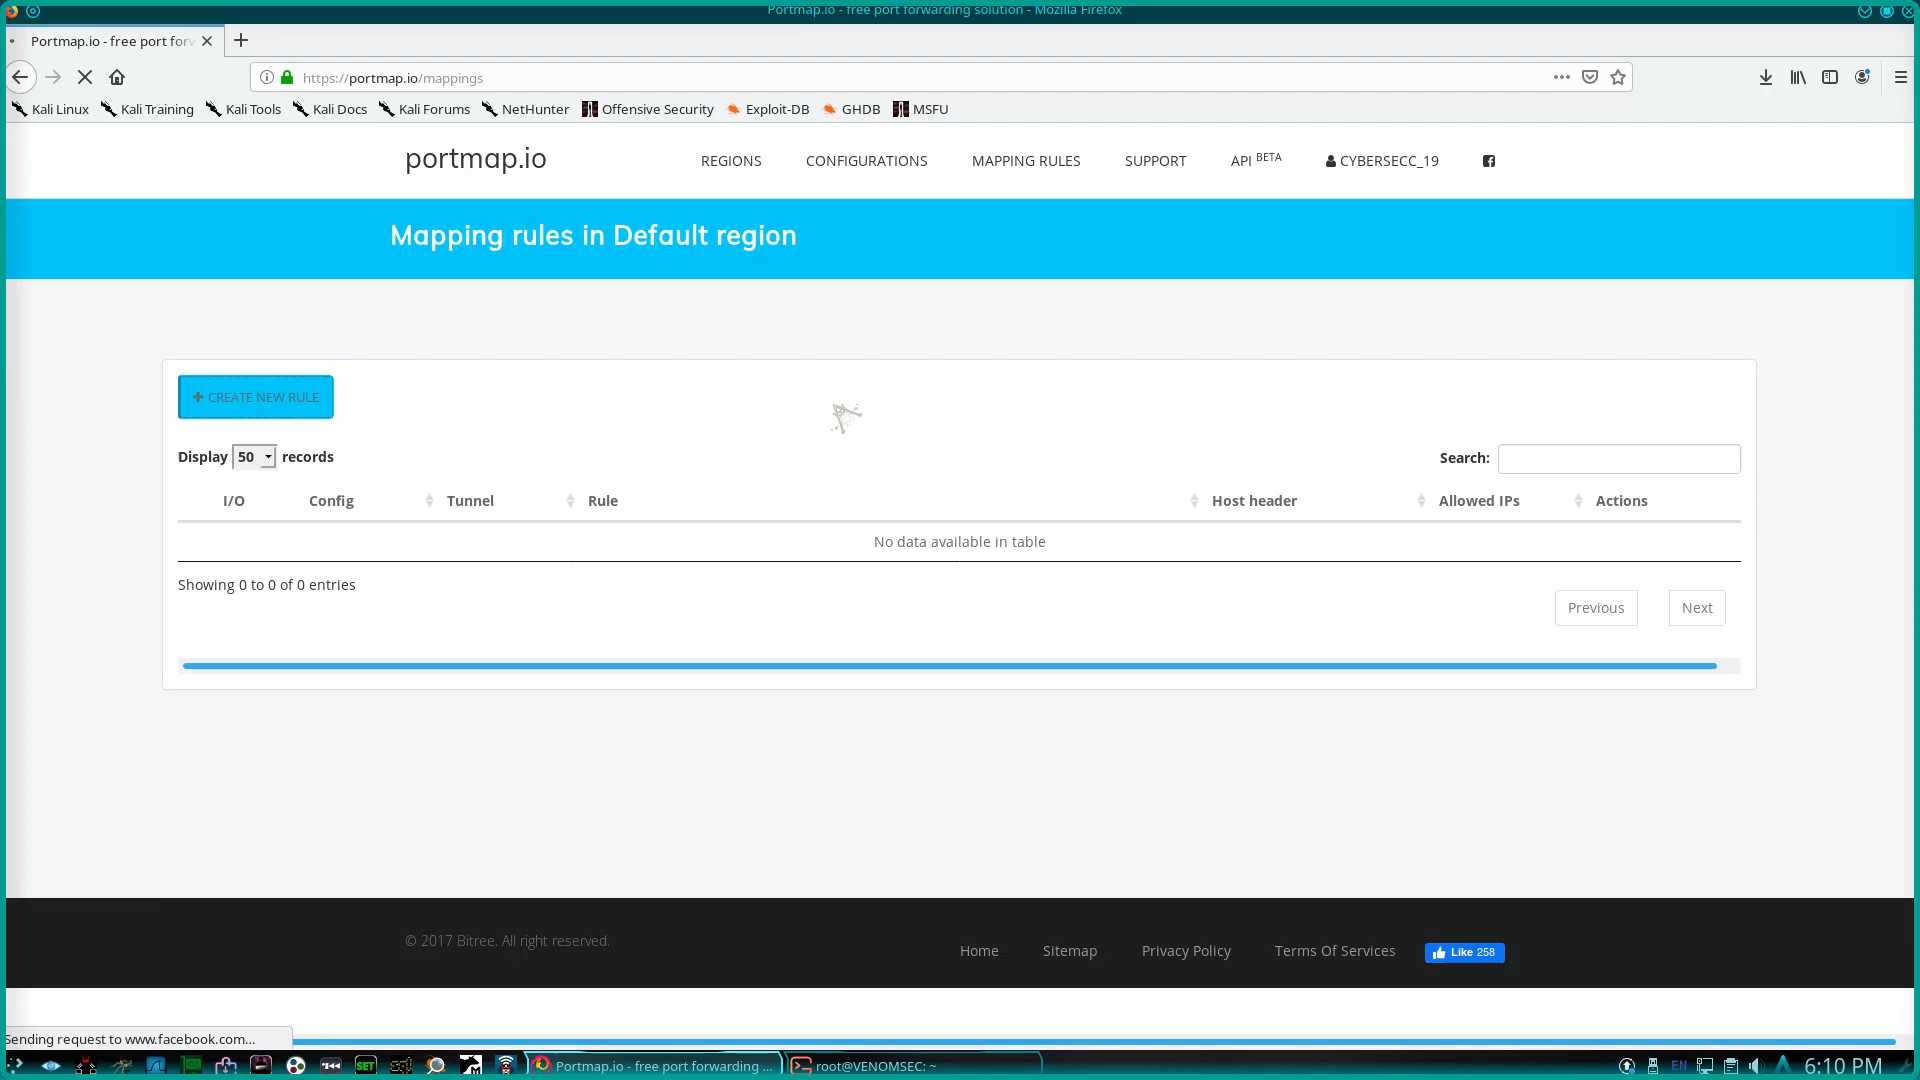 Portmap.io - free port forwarding solution - Mozilla Firefox
Portmap.io - free port forw
https://portmap.io/mappings
Kali Linux Kali Training Kali Tools Kali Docs Kali Forums NetHunter Offensive Security Exploit-DB GHDB MSFU
portmap.io REGIONS CONFIGURATIONS MAPPING RULES SUPPORT API BETA CYBERSECC_19
Mapping rules in Default region
CREATE NEW RULE
Display 50 records Search:
I/O Config Tunnel Rule Host header Allowed IPs Actions
No data available in table
Showing 0 to 0 of 0 entries
Previous Next
© 2017 Bitree. All right reserved.
Home Sitemap Privacy Policy Terms Of Services Like 258
Sending request to www.facebook.com...
SET Portmap.io - free port forwarding ... root@VENOMSEC: ~ EN 6:10 PM